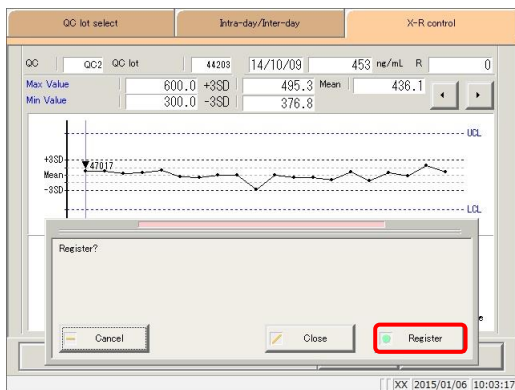 QC lot select Intra-day/Inter-day X-R control
QC QC2 QC lot 44203 14/10/09 453 ng/mL R 0
Max Value 600.0 +3SD 495.3 Mean 436.1
Min Value 300.0 -3SD 376.8
UCL
+3SD
47017
Mean
-3SD
LCL
Register?
Cancel Close Register
XX 2015/01/06 10:03:17